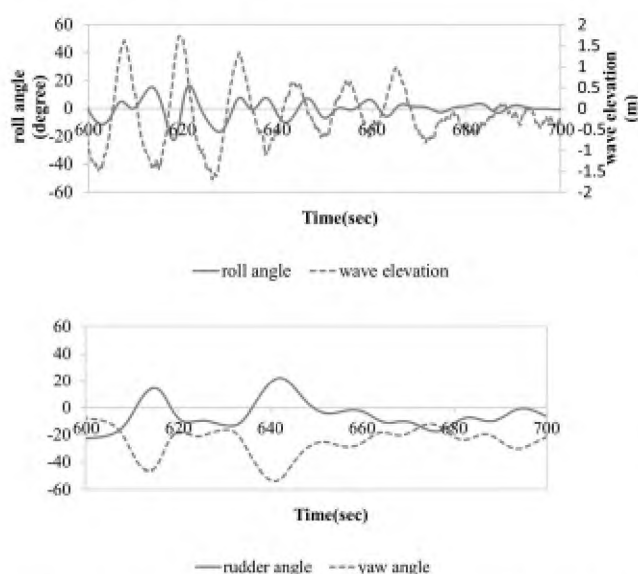 60 2
40 1.5
20 1
0 0.5
-20 0
-40 -0.5
-60 -1
-1.5
-2
600 620 640 660 680 700
roll angle
(degree)
wave elevation
(m)
Time(sec)
roll angle wave elevation
60
40
20
0
-20
-40
-60
600 620 640 660 680 700
Time(sec)
rudder angle yaw angle